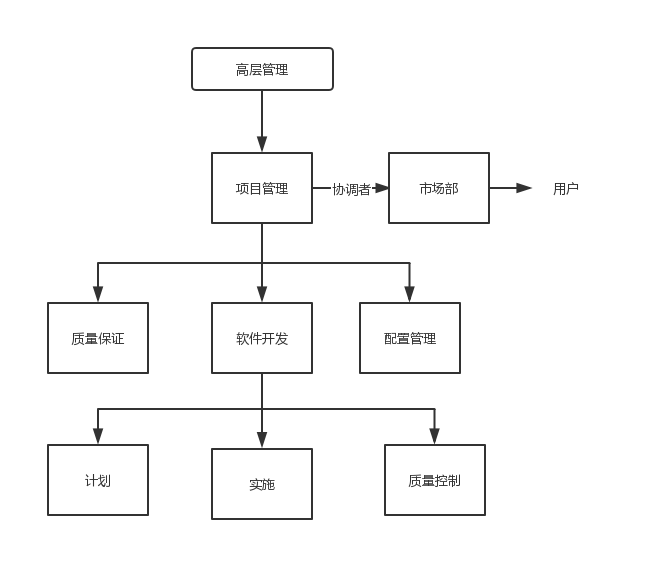 高层管理
项目管理
协调者
市场部
用户
质量保证
软件开发
配置管理
计划
实施
质量控制